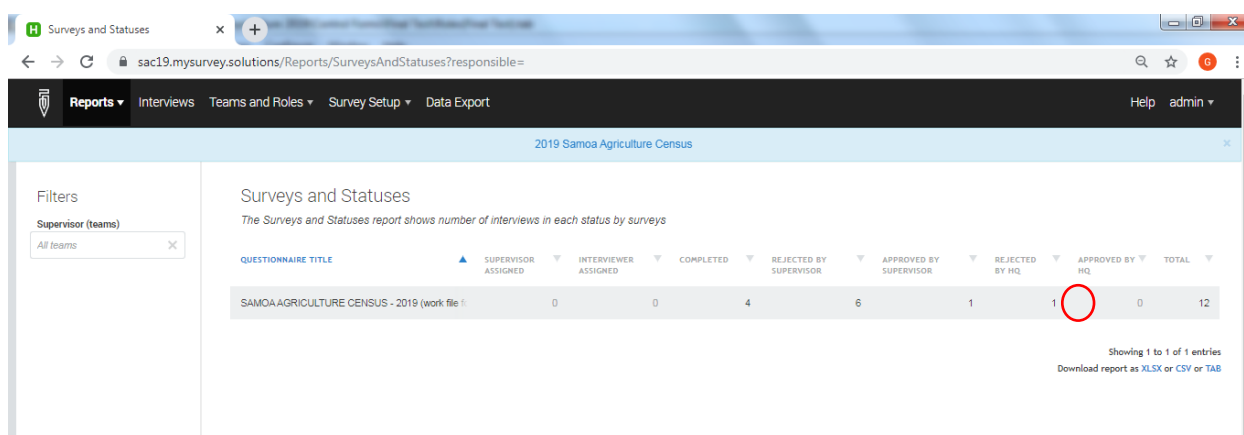 H Surveys and Statuses
sac19.mysurvey.solutions/Reports/SurveysAndStatuses?responsible=
G
Reports Interviews Teams and Roles Survey Setup Data Export Help admin
2019 Samoa Agriculture Census
Filters
Supervisor (teams)
All teams
Surveys and Statuses
The Surveys and Statuses report shows number of interviews in each status by surveys
QUESTIONNAIRE TITLE SUPERVISOR ASSIGNED INTERVIEWER ASSIGNED COMPLETED REJECTED BY SUPERVISOR APPROVED BY SUPERVISOR REJECTED BY HQ APPROVED BY HQ TOTAL
SAMOA AGRICULTURE CENSUS - 2019 (work file 0 0 4 6 1 1 0 12
Showing 1 to 1 of 1 entries
Download report as XLSX or CSV or TAB